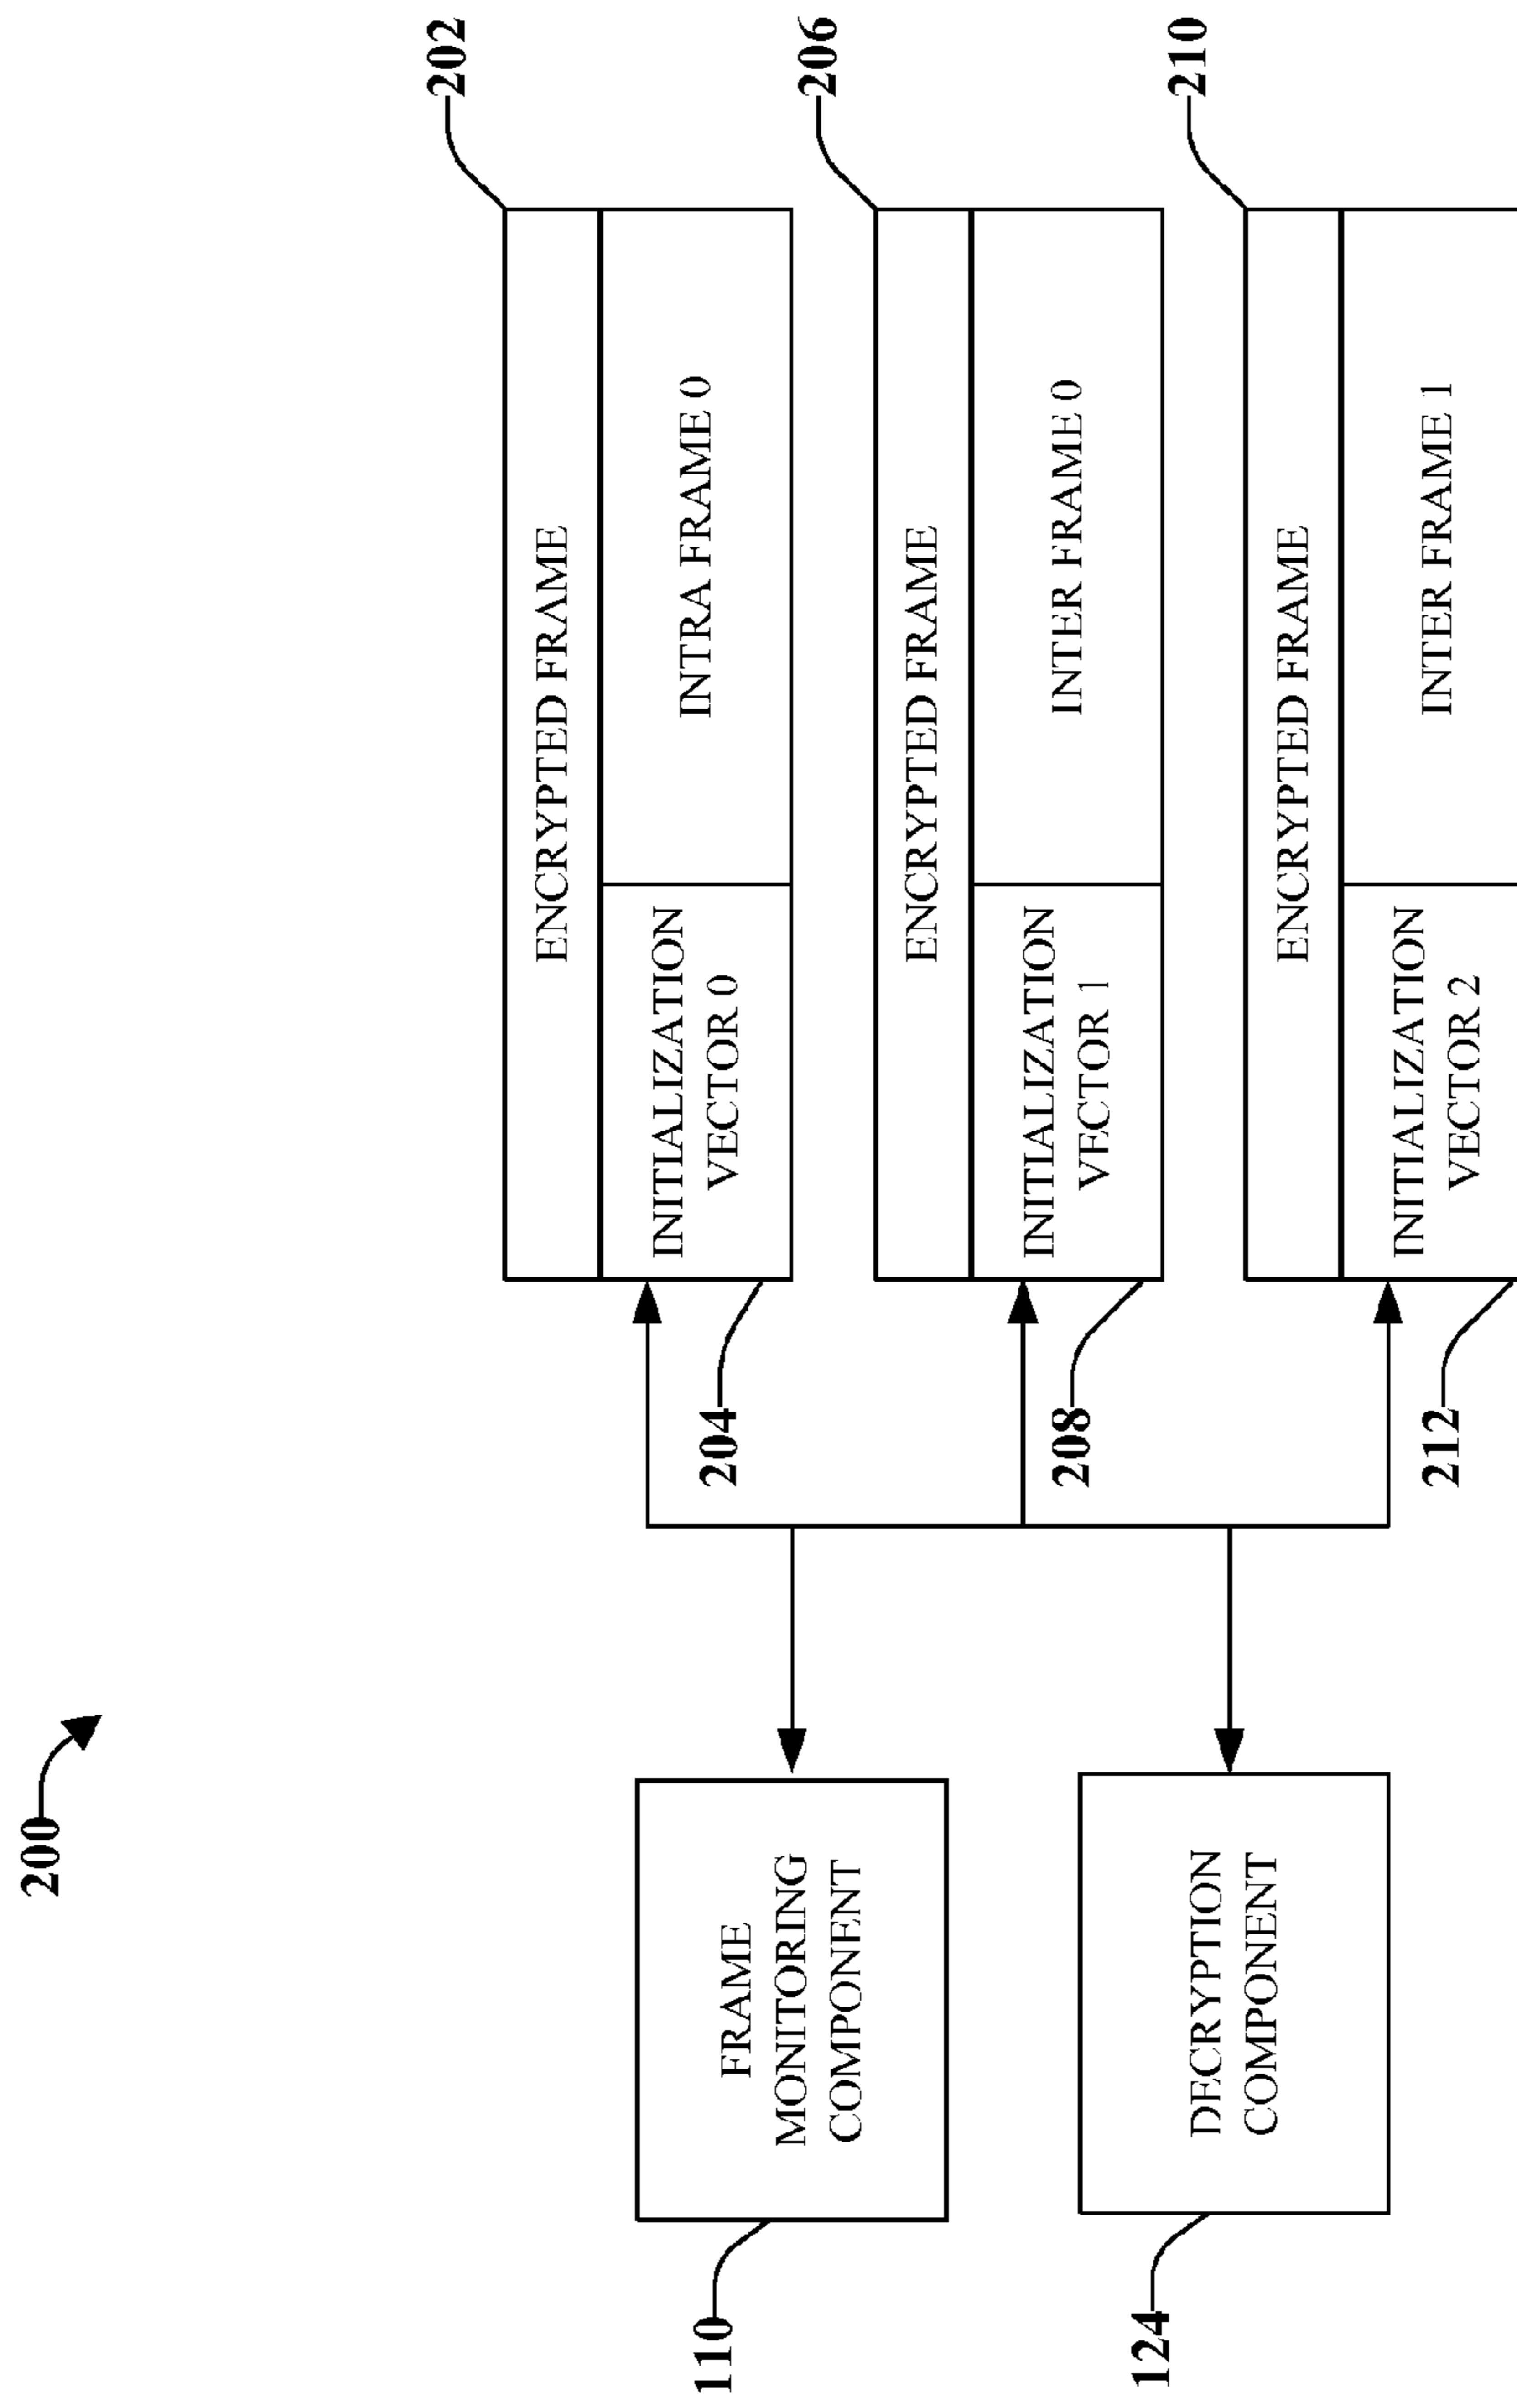 200
110
FRAME
MONITORING
COMPONENT
124
DECRYPTION
COMPONENT
202
ENCRYPTED FRAME
204
INITIALIZATION
VECTOR 0
INTRA FRAME 0
206
ENCRYPTED FRAME
208
INITIALIZATION
VECTOR 1
INTER FRAME 0
210
ENCRYPTED FRAME
212
INITIALIZATION
VECTOR 2
INTER FRAME 1